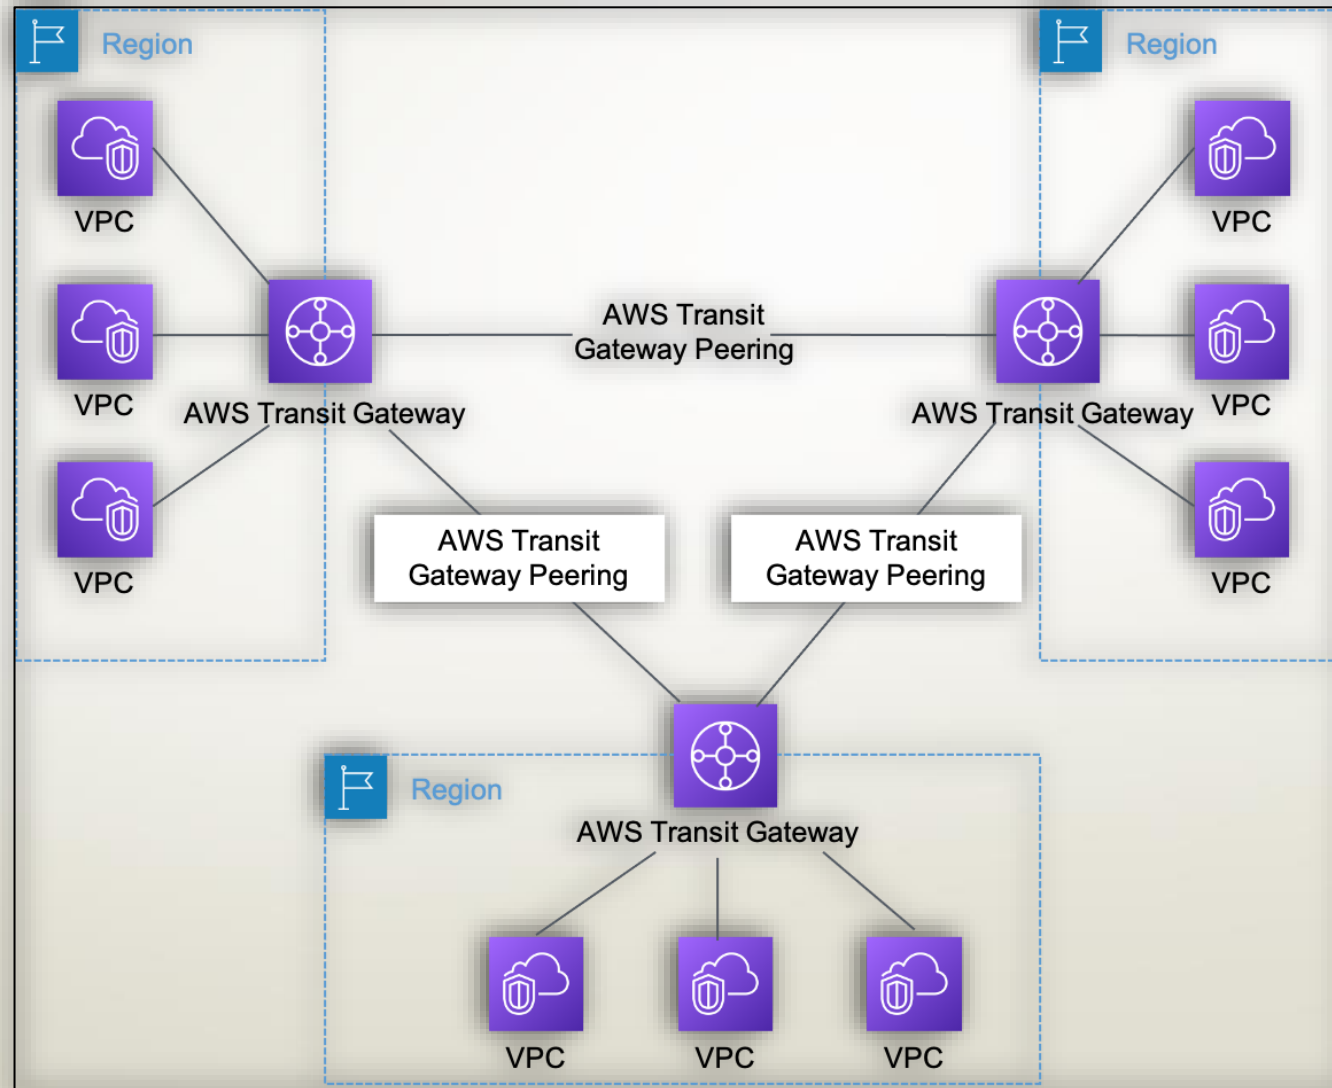 Region
Region
VPC
VPC
AWS Transit
Gateway Peering
VPC
VPC
AWS Transit Gateway
AWS Transit Gateway
AWS Transit
Gateway Peering
AWS Transit
Gateway Peering
VPC
VPC
Region
AWS Transit Gateway
VPC
VPC
VPC